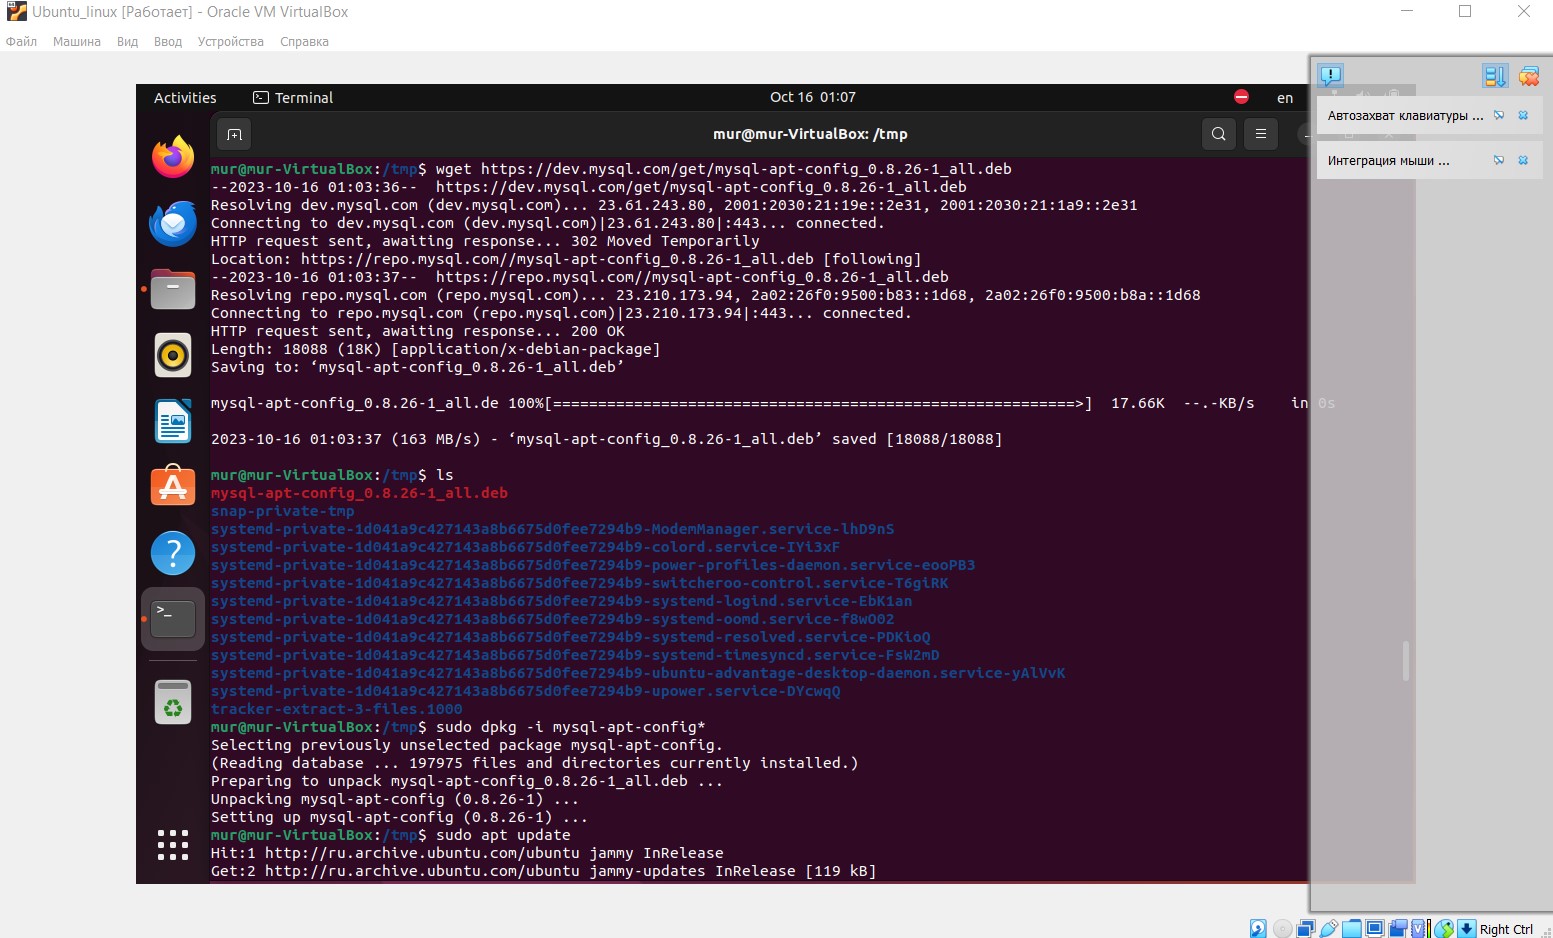 Ubuntu_linux [Работает] - Oracle VM VirtualBox
Файл Машина Вид Ввод Устройства Справка
Activities Terminal Oct 16 01:07 en
mur@mur-VirtualBox: /tmp
Автозахват клавиатуры ...
Интеграция мыши ...
mur@mur-VirtualBox:/tmp$ wget https://dev.mysql.com/get/mysql-apt-config_0.8.26-1_all.deb
--2023-10-16 01:03:36--  https://dev.mysql.com/get/mysql-apt-config_0.8.26-1_all.deb
Resolving dev.mysql.com (dev.mysql.com)... 23.61.243.80, 2001:2030:21:19e::2e31, 2001:2030:21:1a9::2e31
Connecting to dev.mysql.com (dev.mysql.com)|23.61.243.80|:443... connected.
HTTP request sent, awaiting response... 302 Moved Temporarily
Location: https://repo.mysql.com//mysql-apt-config_0.8.26-1_all.deb [following]
--2023-10-16 01:03:37--  https://repo.mysql.com//mysql-apt-config_0.8.26-1_all.deb
Resolving repo.mysql.com (repo.mysql.com)... 23.210.173.94, 2a02:26f0:9500:b83::1d68, 2a02:26f0:9500:b8a::1d68
Connecting to repo.mysql.com (repo.mysql.com)|23.210.173.94|:443... connected.
HTTP request sent, awaiting response... 200 OK
Length: 18088 (18K) [application/x-debian-package]
Saving to: ‘mysql-apt-config_0.8.26-1_all.deb’
mysql-apt-config_0.8.26-1_all.de 100%[==========================================================>]  17.66K  --.-KB/s    in 0s
2023-10-16 01:03:37 (163 MB/s) - ‘mysql-apt-config_0.8.26-1_all.deb’ saved [18088/18088]
mur@mur-VirtualBox:/tmp$ ls
mysql-apt-config_0.8.26-1_all.deb
snap-private-tmp
systemd-private-1d041a9c427143a8b6675d0fee7294b9-ModemManager.service-lhD9nS
systemd-private-1d041a9c427143a8b6675d0fee7294b9-colord.service-IYi3xF
systemd-private-1d041a9c427143a8b6675d0fee7294b9-power-profiles-daemon.service-eooPB3
systemd-private-1d041a9c427143a8b6675d0fee7294b9-switcheroo-control.service-T6giRK
systemd-private-1d041a9c427143a8b6675d0fee7294b9-systemd-logind.service-EbK1an
systemd-private-1d041a9c427143a8b6675d0fee7294b9-systemd-oomd.service-f8wO02
systemd-private-1d041a9c427143a8b6675d0fee7294b9-systemd-resolved.service-PDKioQ
systemd-private-1d041a9c427143a8b6675d0fee7294b9-systemd-timesyncd.service-FsW2mD
systemd-private-1d041a9c427143a8b6675d0fee7294b9-ubuntu-advantage-desktop-daemon.service-yAlVvK
systemd-private-1d041a9c427143a8b6675d0fee7294b9-upower.service-DYcwqQ
tracker-extract-3-files.1000
mur@mur-VirtualBox:/tmp$ sudo dpkg -i mysql-apt-config*
Selecting previously unselected package mysql-apt-config.
(Reading database ... 197975 files and directories currently installed.)
Preparing to unpack mysql-apt-config_0.8.26-1_all.deb ...
Unpacking mysql-apt-config (0.8.26-1) ...
Setting up mysql-apt-config (0.8.26-1) ...
mur@mur-VirtualBox:/tmp$ sudo apt update
Hit:1 http://ru.archive.ubuntu.com/ubuntu jammy InRelease
Get:2 http://ru.archive.ubuntu.com/ubuntu jammy-updates InRelease [119 kB]
Right Ctrl